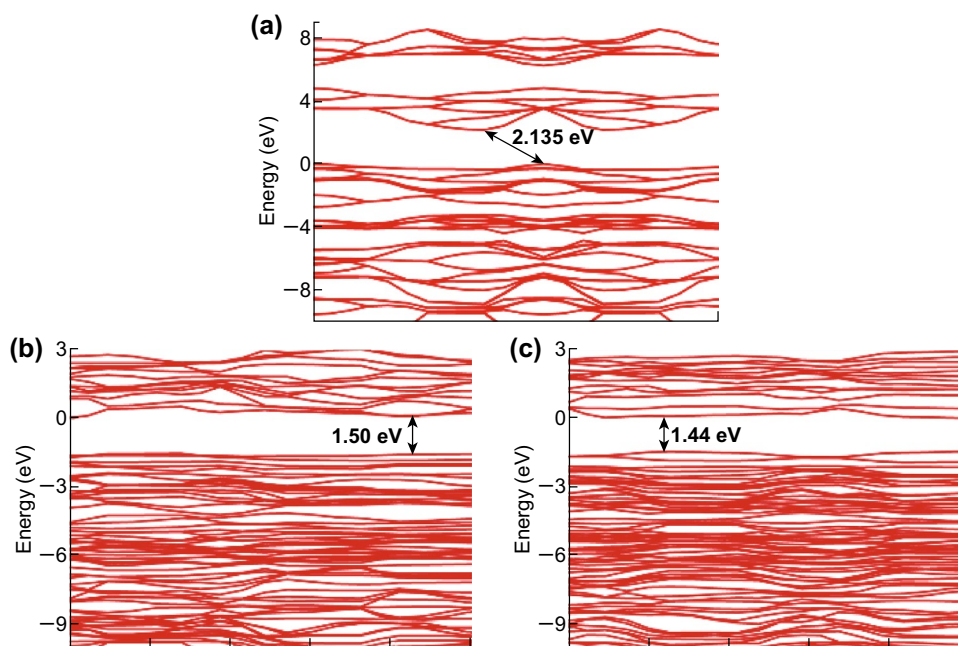 (a)
8
4
0
−4
−8
Energy (eV)
2.135 eV
(b)
3
0
−3
−6
−9
Energy (eV)
1.50 eV
(c)
3
0
−3
−6
−9
Energy (eV)
1.44 eV